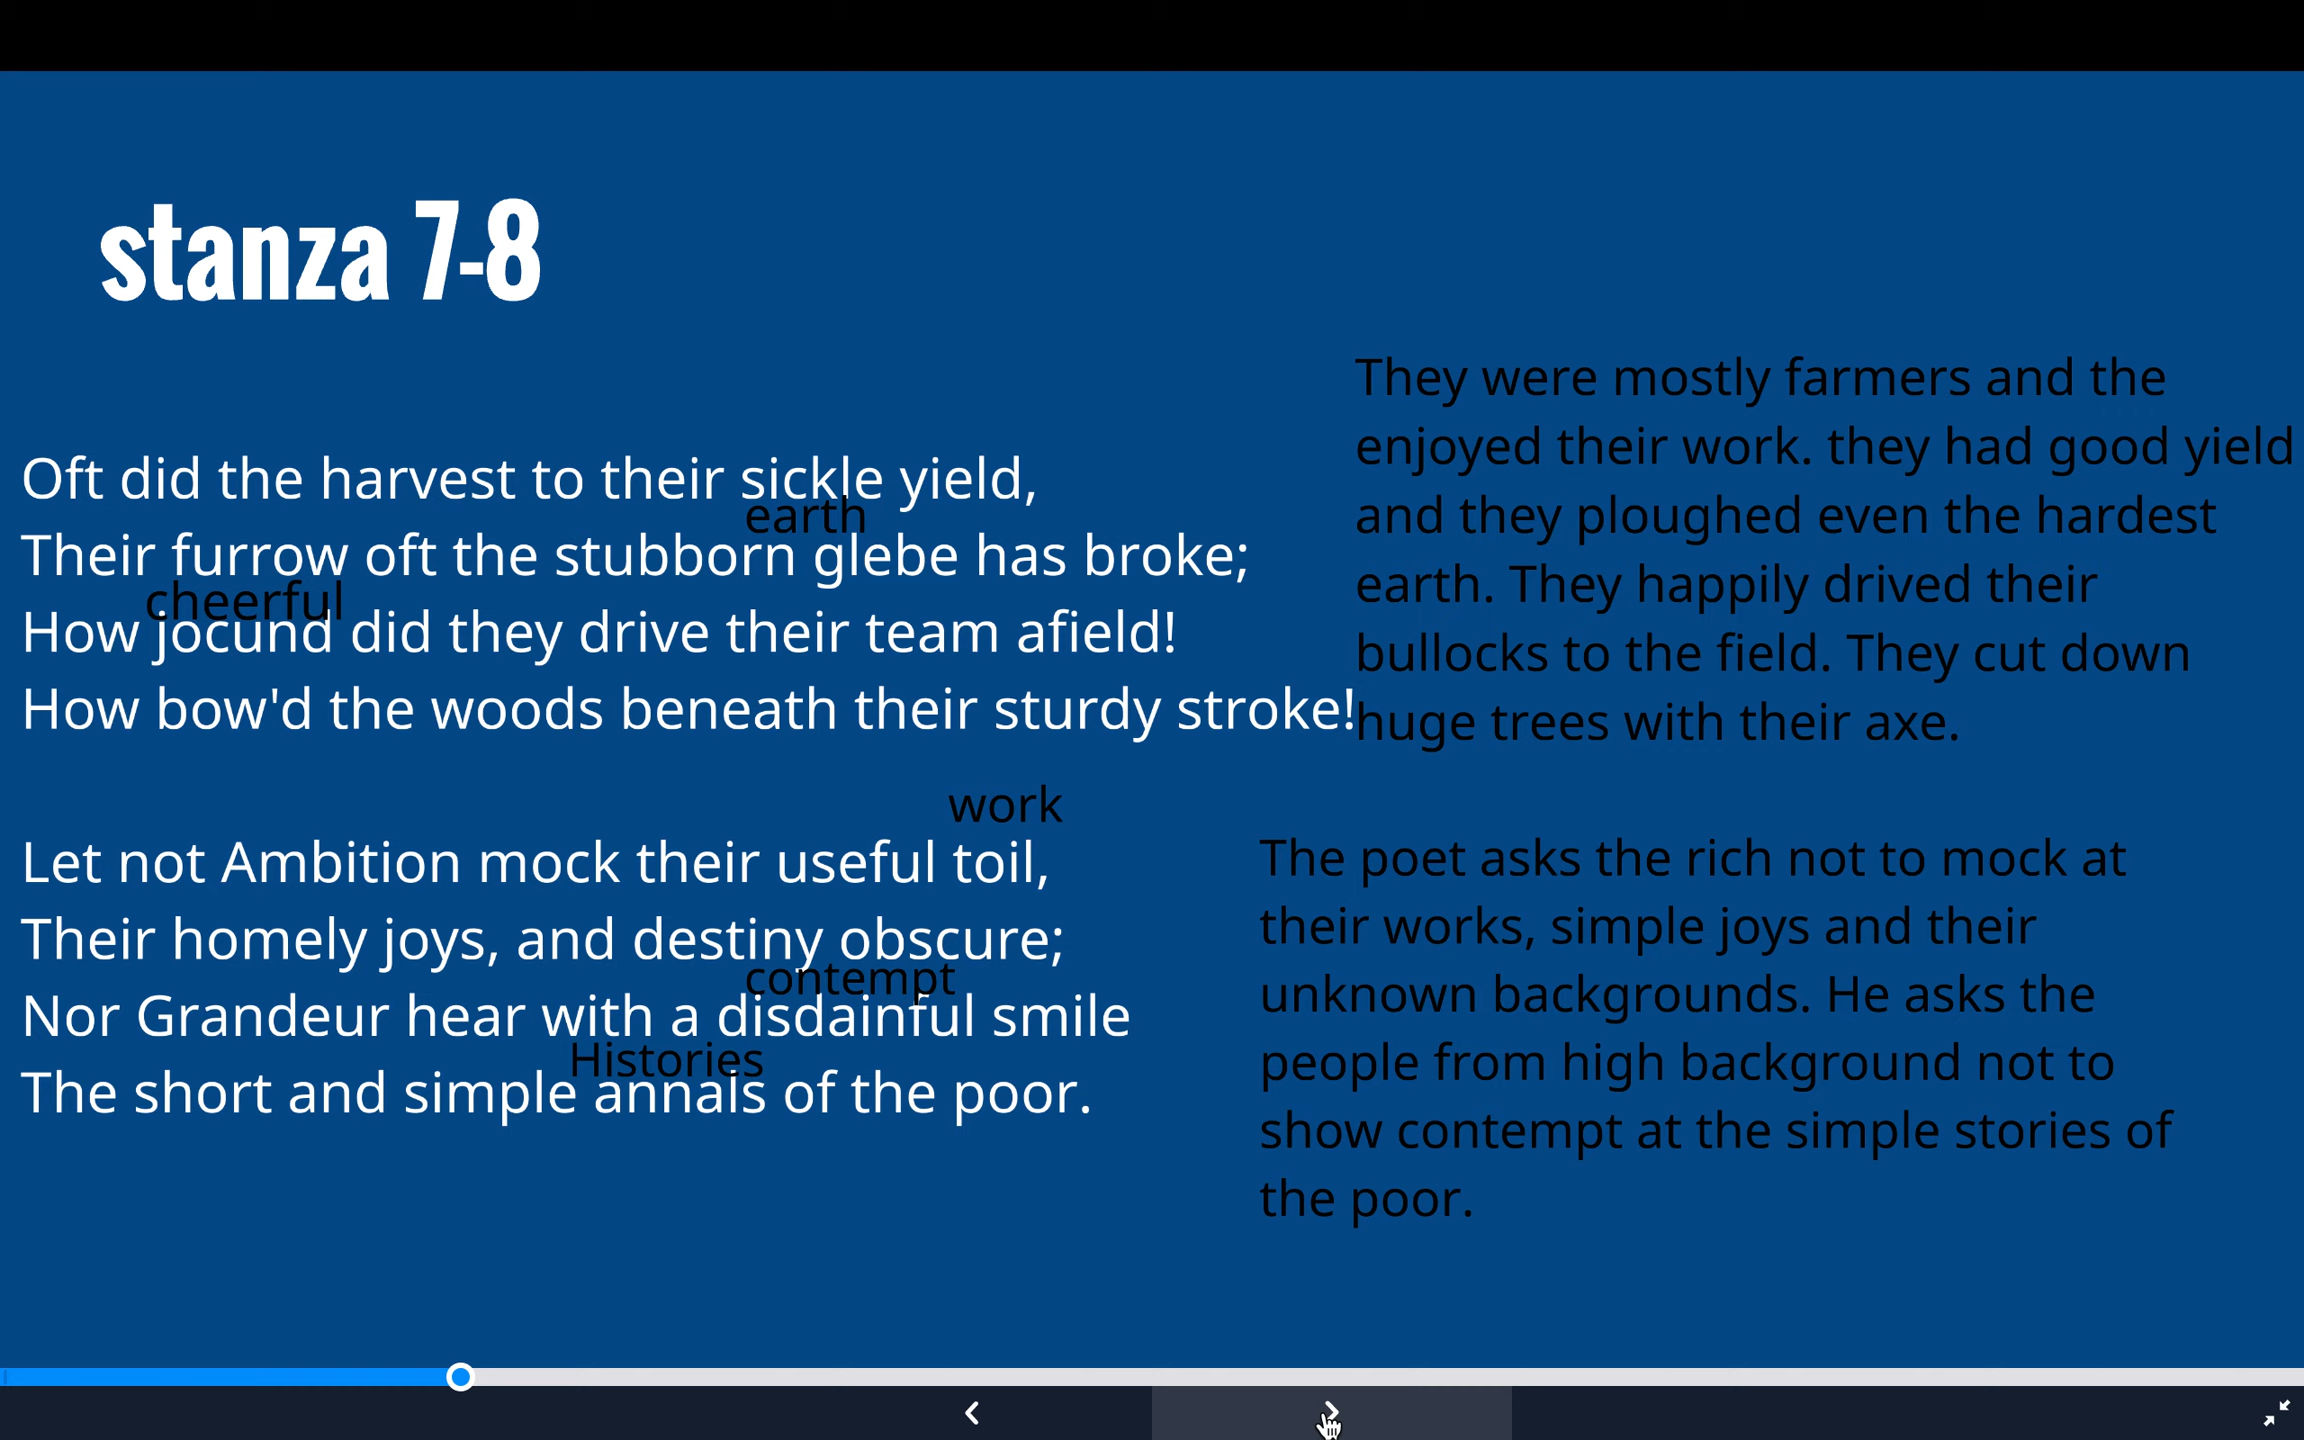 stanza 7-8
Oft did the harvest to their sickle yield,
earth
Their furrow oft the stubborn glebe has broke;
cheerful
How jocund did they drive their team afield!
How bow'd the woods beneath their sturdy stroke!
work
Let not Ambition mock their useful toil,
Their homely joys, and destiny obscure;
contempt
Nor Grandeur hear with a disdainful smile
Histories
The short and simple annals of the poor.
They were mostly farmers and the
enjoyed their work. they had good yield
and they ploughed even the hardest
earth. They happily drived their
bullocks to the field. They cut down
huge trees with their axe.
The poet asks the rich not to mock at
their works, simple joys and their
unknown backgrounds. He asks the
people from high background not to
show contempt at the simple stories of
the poor.